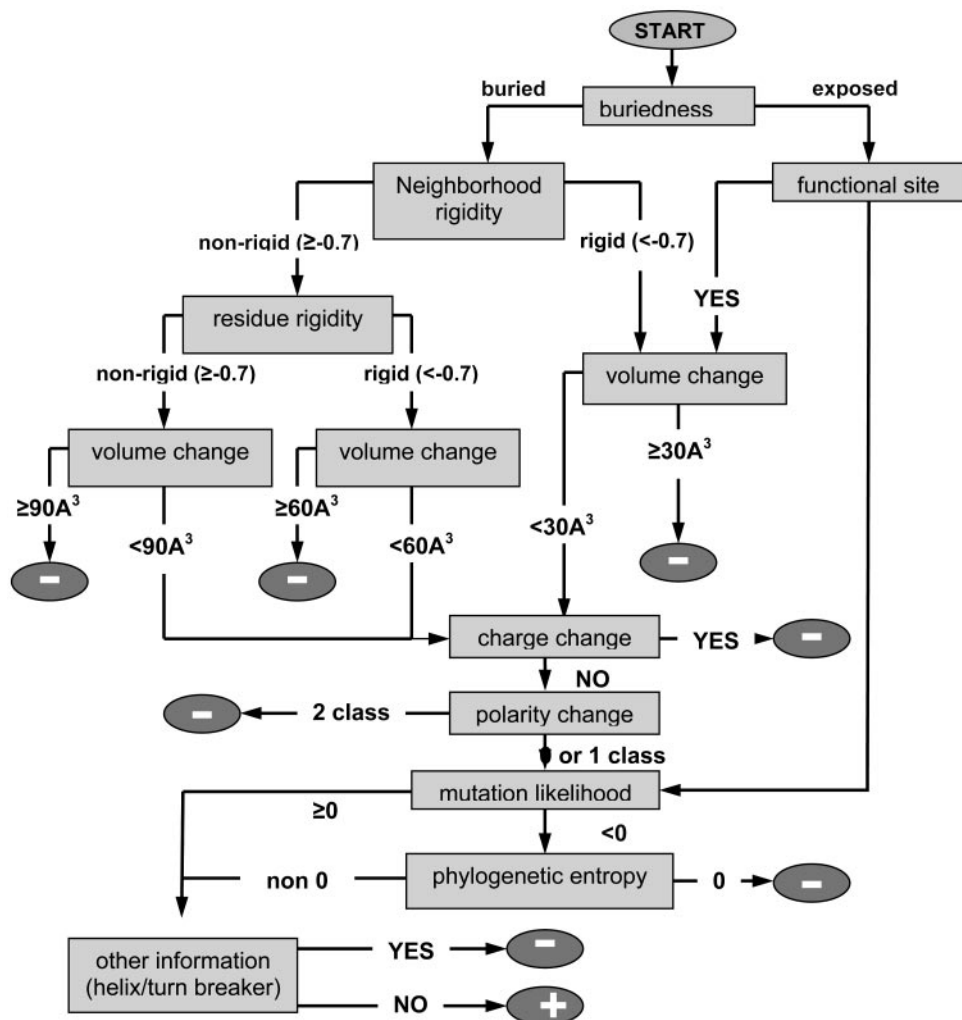 START
buried
exposed
buriedness
Neighborhood
rigidity
functional site
non-rigid (≥-0.7)
rigid (<-0.7)
YES
residue rigidity
non-rigid (≥-0.7)
rigid (<-0.7)
volume change
volume change
volume change
≥30A³
≥90A³
<90A³
≥60A³
<60A³
<30A³
-
-
-
charge change
YES
-
NO
-
2 class
polarity change
or 1 class
mutation likelihood
≥0
<0
non 0
phylogenetic entropy
0
-
other information
(helix/turn breaker)
YES
-
NO
+